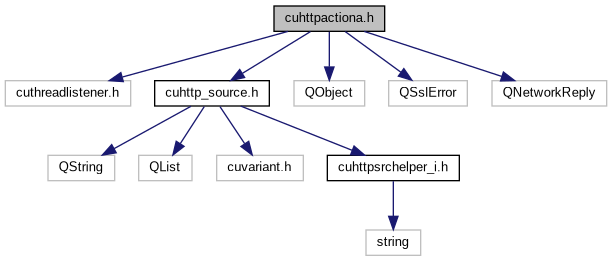 cuhttpactiona.h
cuthreadlistener.h
cuhttp_source.h
QObject
QSslError
QNetworkReply
QString
QList
cuvariant.h
cuhttpsrchelper_i.h
string